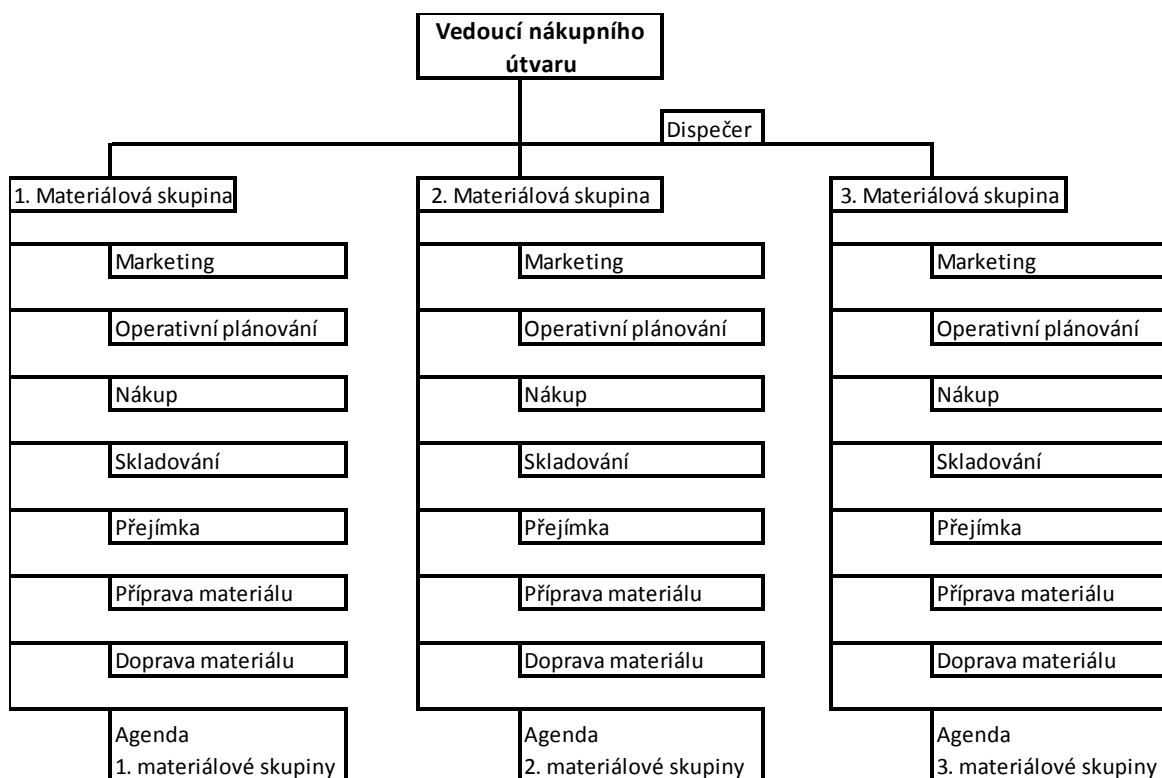 Vedoucí nákupního
útvaru
Dispečer
1. Materiálová skupina
2. Materiálová skupina
3. Materiálová skupina
Marketing
Marketing
Marketing
Operativní plánování
Operativní plánování
Operativní plánování
Nákup
Nákup
Nákup
Skladování
Skladování
Skladování
Přejímka
Přejímka
Přejímka
Příprava materiálu
Příprava materiálu
Příprava materiálu
Doprava materiálu
Doprava materiálu
Doprava materiálu
Agenda
1. materiálové skupiny
Agenda
2. materiálové skupiny
Agenda
3. materiálové skupiny